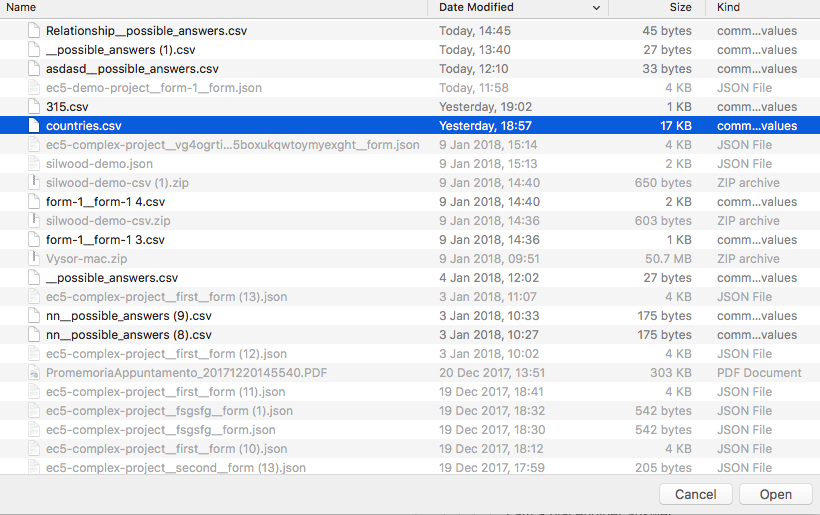 Name Date Modified Size Kind
Relationship__possible_answers.csv Today, 14:45 45 bytes comm...values
__possible_answers (1).csv Today, 13:40 27 bytes comm...values
asdasd__possible_answers.csv Today, 12:10 33 bytes comm...values
ec5-demo-project__form-1__form.json Today, 11:58 4 KB JSON File
315.csv Yesterday, 19:02 1 KB comm...values
countries.csv Yesterday, 18:57 17 KB comm...values
ec5-complex-project__vg4ogrti...5boxukqwtoymyexght__form.json 9 Jan 2018, 15:14 4 KB JSON File
silwood-demo.json 9 Jan 2018, 15:13 2 KB JSON File
silwood-demo-csv (1).zip 9 Jan 2018, 14:40 650 bytes ZIP archive
form-1__form-1 4.csv 9 Jan 2018, 14:40 2 KB comm...values
silwood-demo-csv.zip 9 Jan 2018, 14:36 603 bytes ZIP archive
form-1__form-1 3.csv 9 Jan 2018, 14:36 1 KB comm...values
Vysor-mac.zip 9 Jan 2018, 09:51 50.7 MB ZIP archive
__possible_answers.csv 4 Jan 2018, 12:02 27 bytes comm...values
ec5-complex-project__first__form (13).json 3 Jan 2018, 11:07 4 KB JSON File
nn__possible_answers (9).csv 3 Jan 2018, 10:33 175 bytes comm...values
nn__possible_answers (8).csv 3 Jan 2018, 10:27 175 bytes comm...values
ec5-complex-project__first__form (12).json 3 Jan 2018, 10:02 4 KB JSON File
PromemoriaAppuntamento_20171220145540.PDF 20 Dec 2017, 13:51 303 KB PDF Document
ec5-complex-project__first__form (11).json 19 Dec 2017, 18:41 4 KB JSON File
ec5-complex-project__fsgsfg__form (1).json 19 Dec 2017, 18:32 542 bytes JSON File
ec5-complex-project__fsgsfg__form.json 19 Dec 2017, 18:30 542 bytes JSON File
ec5-complex-project__first__form (10).json 19 Dec 2017, 18:12 4 KB JSON File
ec5-complex-project__second__form (13).json 19 Dec 2017, 17:59 205 bytes JSON File
Cancel Open